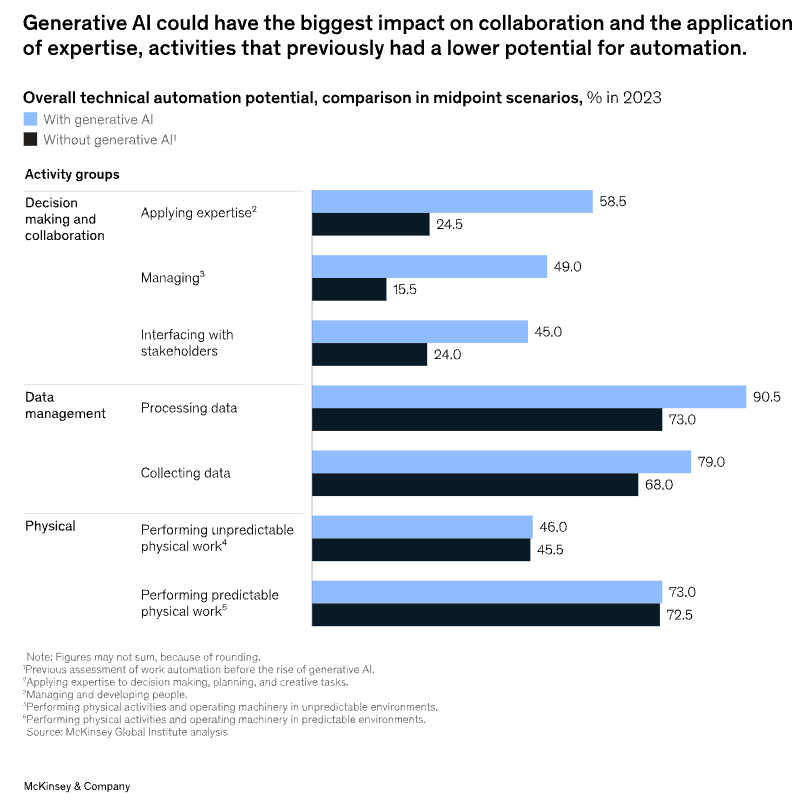 Generative AI could have the biggest impact on collaboration and the application
of expertise, activities that previously had a lower potential for automation.
Overall technical automation potential, comparison in midpoint scenarios, % in 2023
With generative AI
Without generative AI¹
Activity groups
Decision
making and
collaboration
Applying expertise²
58.5
24.5
Managing³
49.0
15.5
Interfacing with
stakeholders
45.0
24.0
Data
management
Processing data
90.5
73.0
Collecting data
79.0
68.0
Physical
Performing unpredictable
physical work⁴
46.0
45.5
Performing predictable
physical work⁵
73.0
72.5
Note: Figures may not sum, because of rounding.
¹Previous assessment of work automation before the rise of generative AI.
²Applying expertise to decision making, planning, and creative tasks.
³Managing and developing people.
⁴Performing physical activities and operating machinery in unpredictable environments.
⁵Performing physical activities and operating machinery in predictable environments.
Source: McKinsey Global Institute analysis
McKinsey & Company